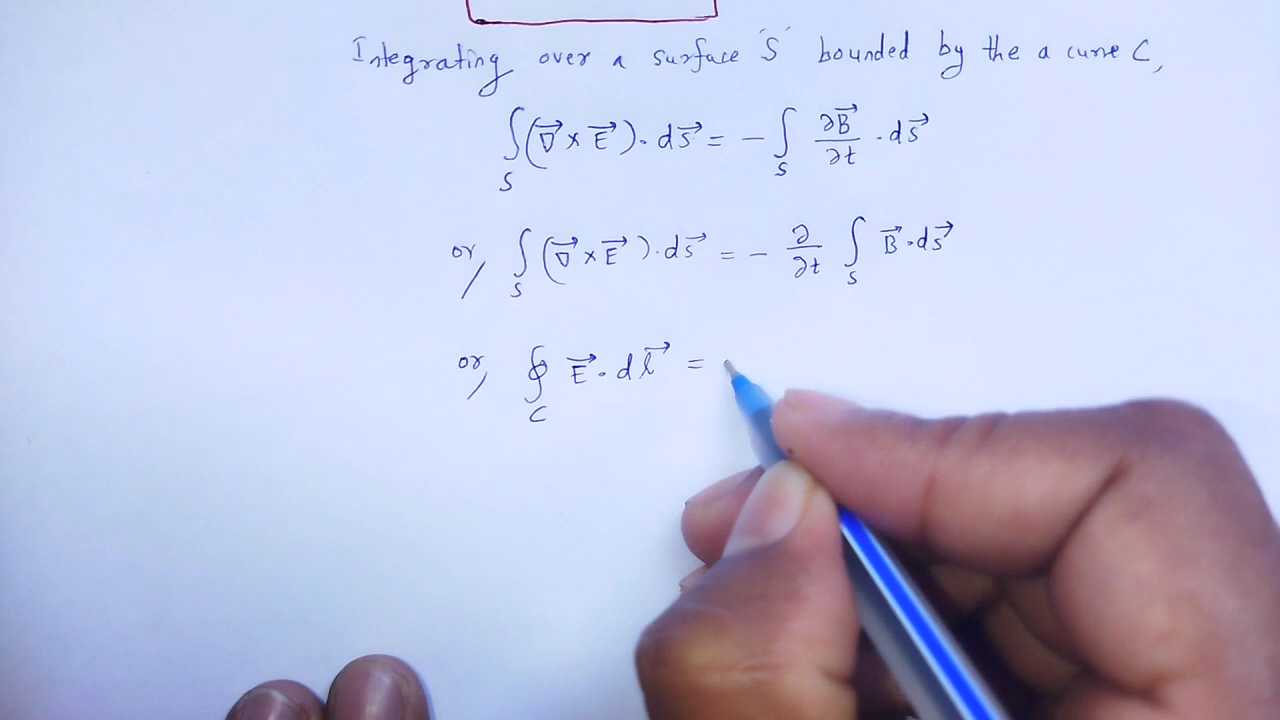 Integrating over a surface 'S' bounded by the a curve C,
∫_S (∇⃗ × E⃗) · ds⃗ = − ∫_S ∂B⃗/∂t · ds⃗
or, ∫_S (∇⃗ × E⃗) · ds⃗ = − ∂/∂t ∫_S B⃗ · ds⃗
or, ∮_C E⃗ · dl⃗ =